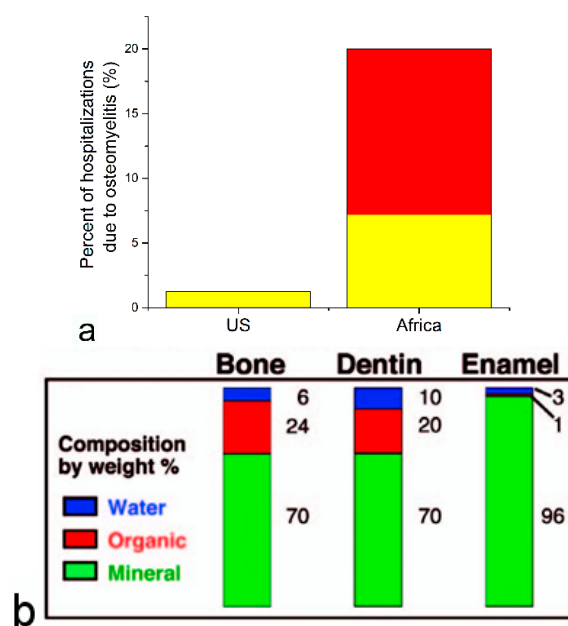 Percent of hospitalizations
due to osteomyelitis (%)
20
15
10
5
0
US
Africa
a
Bone
Dentin
Enamel
Composition
by weight %
Water
Organic
Mineral
6
24
70
10
20
70
3
1
96
b